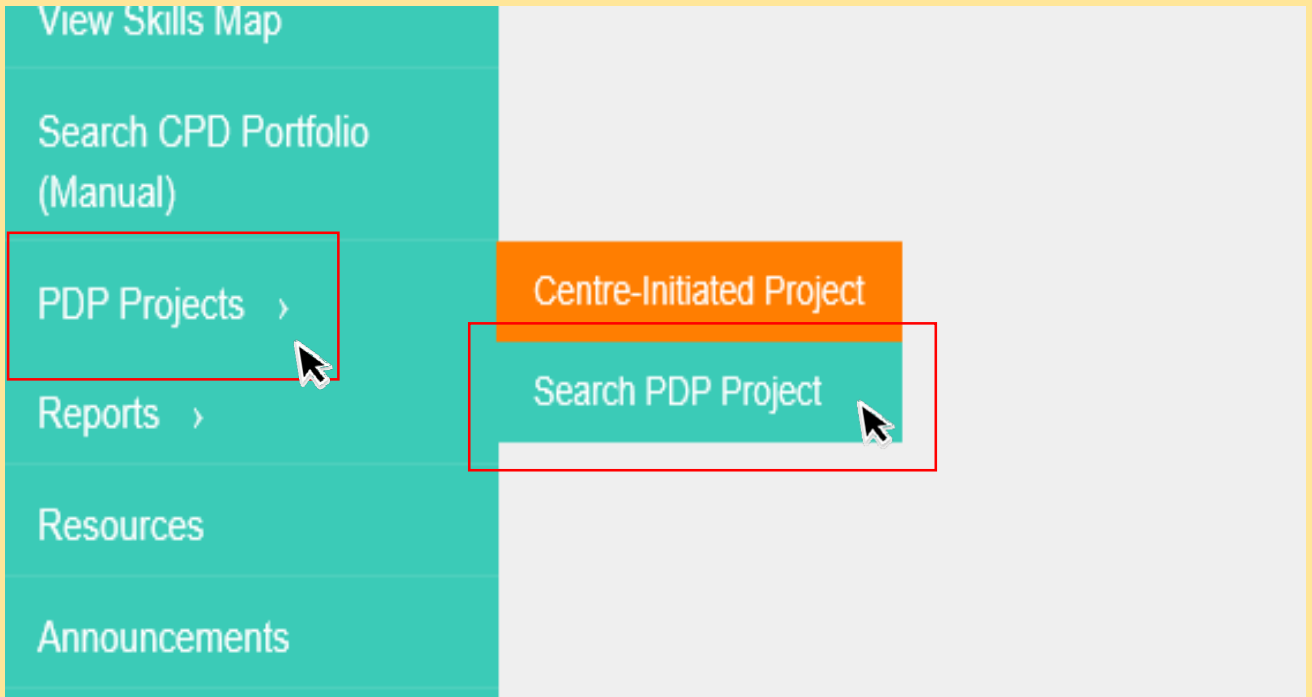 View Skills Map
Search CPD Portfolio
(Manual)
PDP Projects ›
Centre-Initiated Project
Search PDP Project
Reports ›
Resources
Announcements